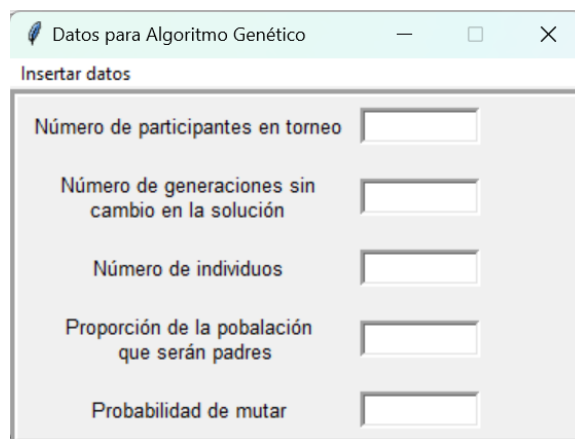 Datos para Algoritmo Genético
Insertar datos
Número de participantes en torneo
Número de generaciones sin
cambio en la solución
Número de individuos
Proporción de la pobalación
que serán padres
Probabilidad de mutar